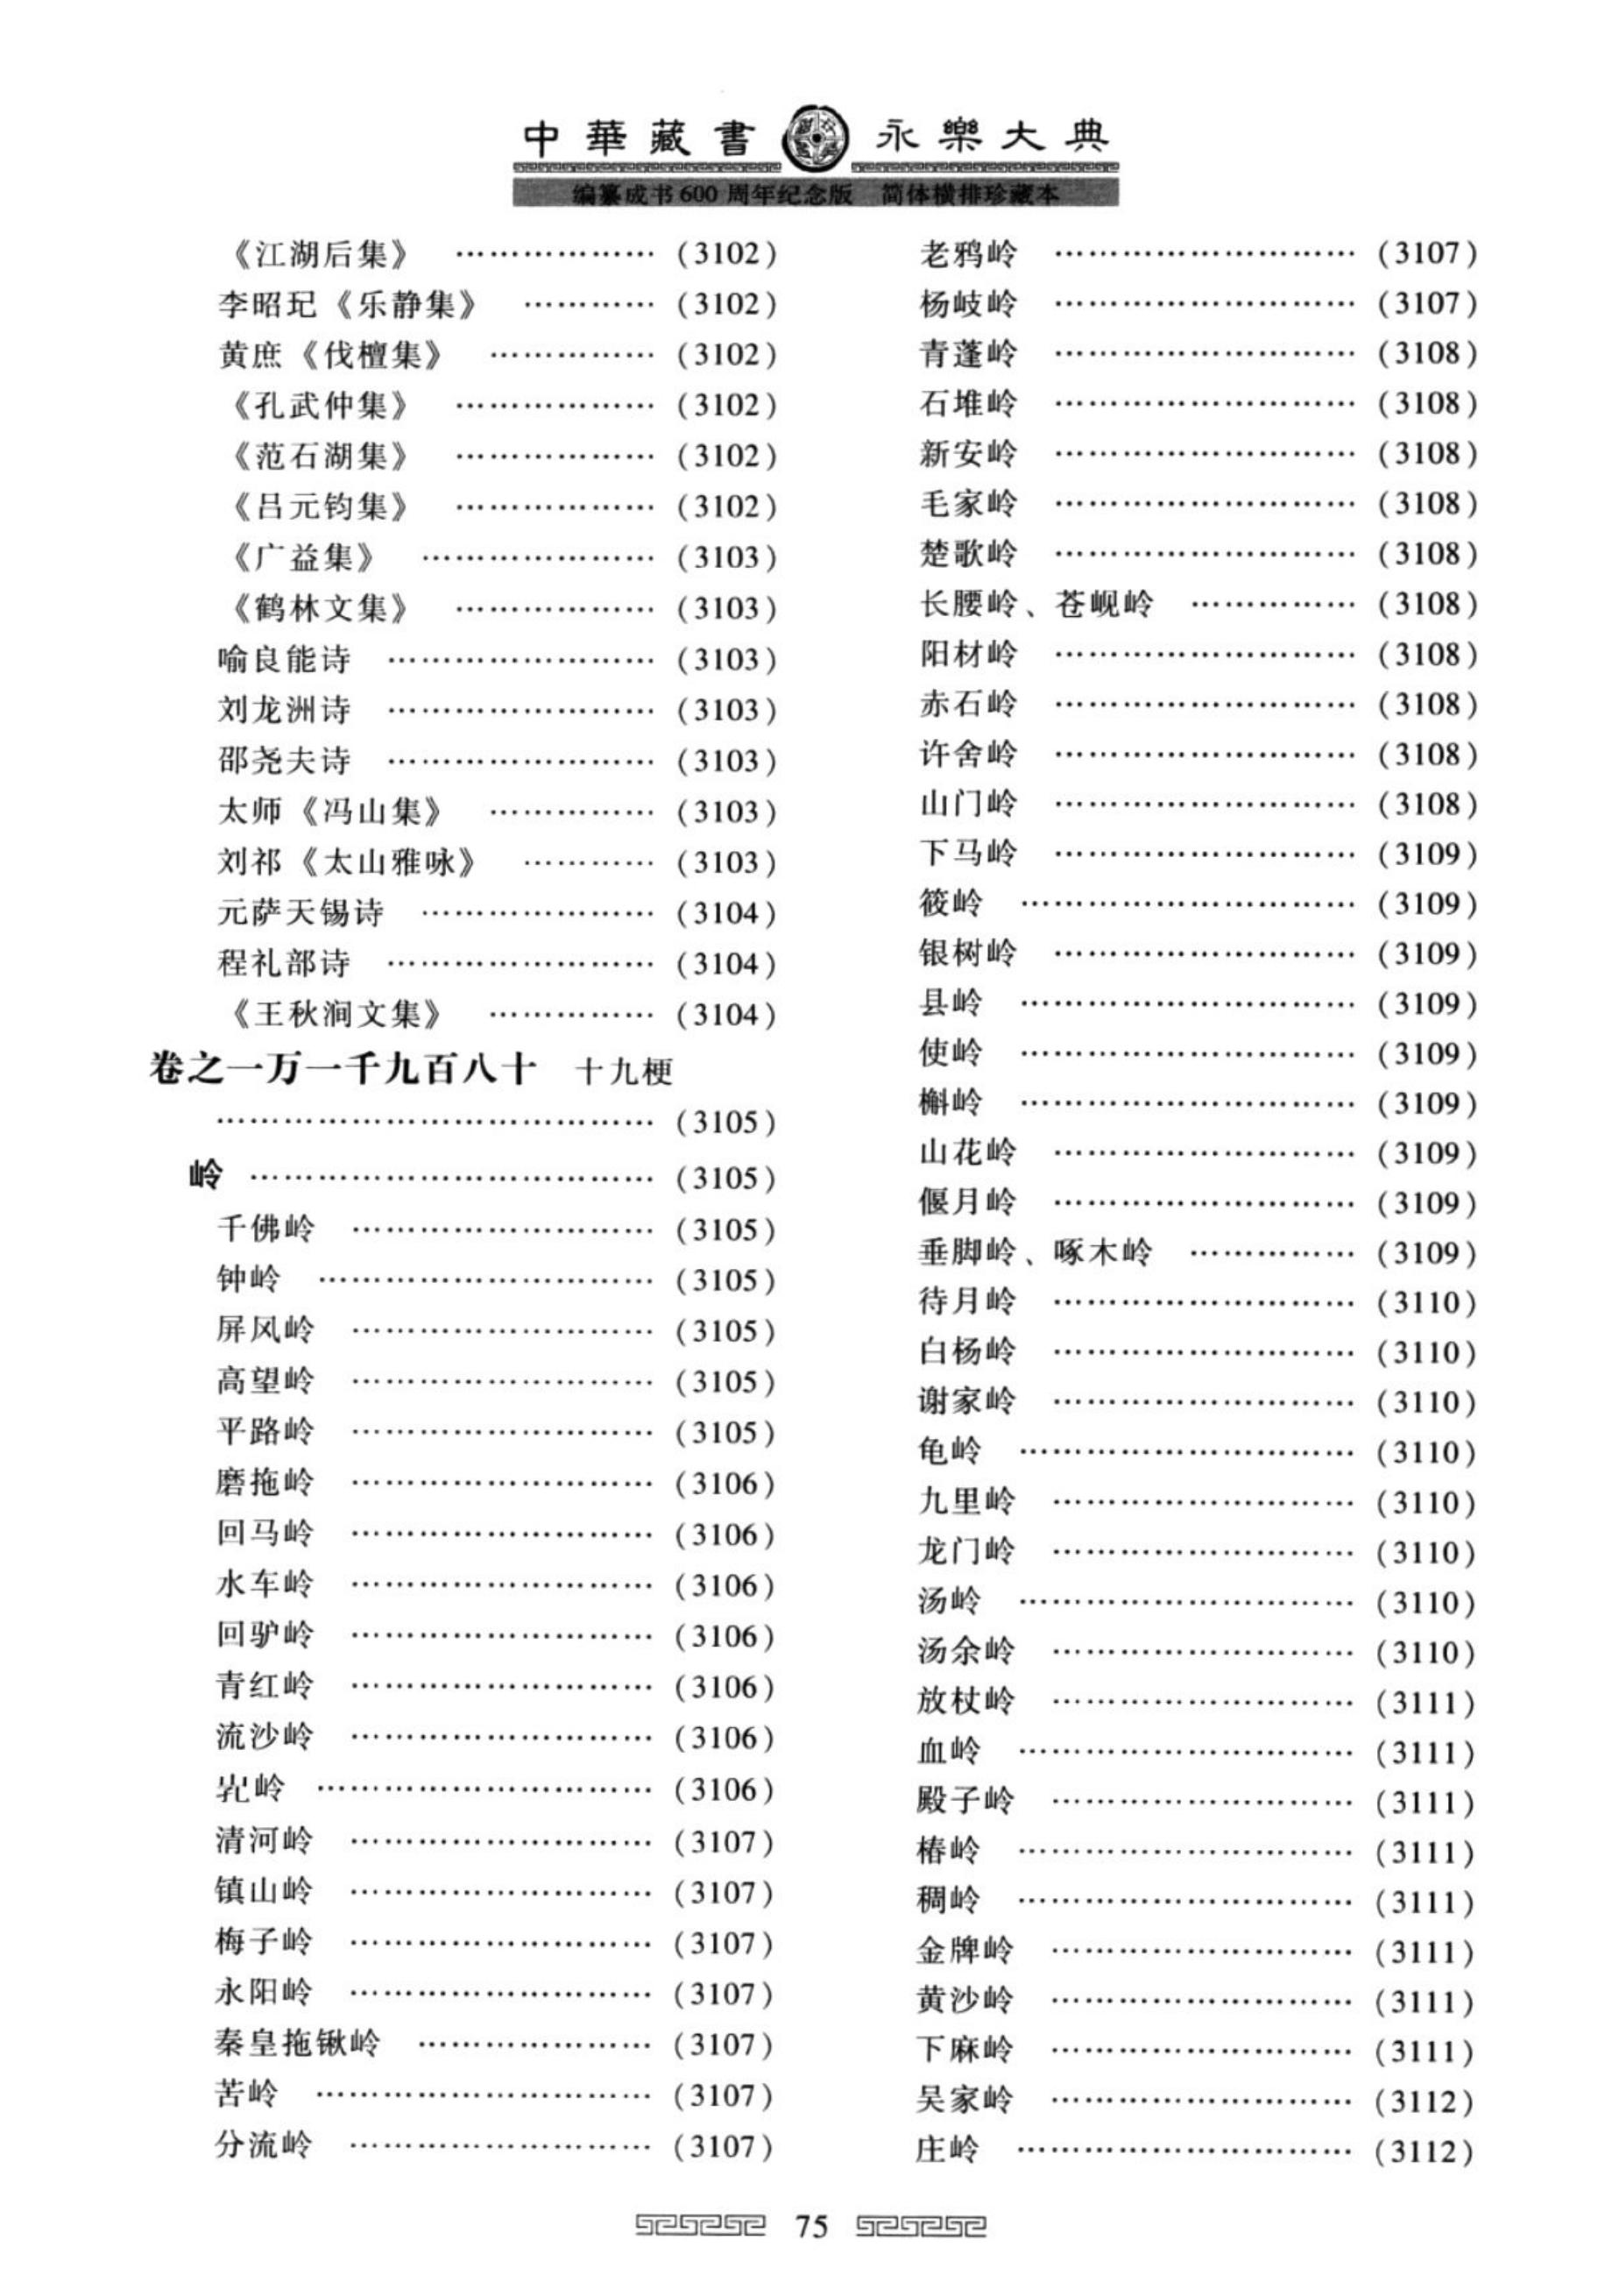 中華藏書 永樂大典
编纂成书600周年纪念版 简体横排珍藏本
《江湖后集》 ……………… (3102)
李昭玘《乐静集》 ………… (3102)
黄庶《伐檀集》 …………… (3102)
《孔武仲集》 ……………… (3102)
《范石湖集》 ……………… (3102)
《吕元钧集》 ……………… (3102)
《广益集》 ………………… (3103)
《鹤林文集》 ……………… (3103)
喻良能诗 …………………… (3103)
刘龙洲诗 …………………… (3103)
邵尧夫诗 …………………… (3103)
太师《冯山集》 …………… (3103)
刘祁《太山雅咏》 ………… (3103)
元萨天锡诗 ………………… (3104)
程礼部诗 …………………… (3104)
《王秋涧文集》 …………… (3104)
卷之一万一千九百八十 十九梗
………………………………… (3105)
岭 ……………………………… (3105)
千佛岭 ……………………… (3105)
钟岭 ………………………… (3105)
屏风岭 ……………………… (3105)
高望岭 ……………………… (3105)
平路岭 ……………………… (3105)
磨拖岭 ……………………… (3106)
回马岭 ……………………… (3106)
水车岭 ……………………… (3106)
回驴岭 ……………………… (3106)
青红岭 ……………………… (3106)
流沙岭 ……………………… (3106)
岭 ………………………… (3106)
清河岭 ……………………… (3107)
镇山岭 ……………………… (3107)
梅子岭 ……………………… (3107)
永阳岭 ……………………… (3107)
秦皇拖锹岭 ………………… (3107)
苦岭 ………………………… (3107)
分流岭 ……………………… (3107)
老鸦岭 ……………………… (3107)
杨岐岭 ……………………… (3107)
青蓬岭 ……………………… (3108)
石堆岭 ……………………… (3108)
新安岭 ……………………… (3108)
毛家岭 ……………………… (3108)
楚歌岭 ……………………… (3108)
长腰岭、苍岘岭 …………… (3108)
阳材岭 ……………………… (3108)
赤石岭 ……………………… (3108)
许舍岭 ……………………… (3108)
山门岭 ……………………… (3108)
下马岭 ……………………… (3109)
筱岭 ………………………… (3109)
银树岭 ……………………… (3109)
县岭 ………………………… (3109)
使岭 ………………………… (3109)
槲岭 ………………………… (3109)
山花岭 ……………………… (3109)
偃月岭 ……………………… (3109)
垂脚岭、啄木岭 …………… (3109)
待月岭 ……………………… (3110)
白杨岭 ……………………… (3110)
谢家岭 ……………………… (3110)
龟岭 ………………………… (3110)
九里岭 ……………………… (3110)
龙门岭 ……………………… (3110)
汤岭 ………………………… (3110)
汤余岭 ……………………… (3110)
放杖岭 ……………………… (3111)
血岭 ………………………… (3111)
殿子岭 ……………………… (3111)
椿岭 ………………………… (3111)
稠岭 ………………………… (3111)
金牌岭 ……………………… (3111)
黄沙岭 ……………………… (3111)
下麻岭 ……………………… (3111)
吴家岭 ……………………… (3112)
庄岭 ………………………… (3112)
75